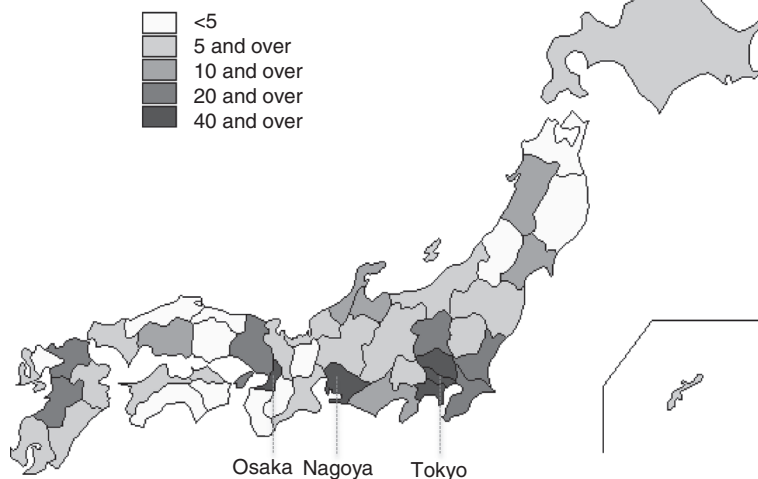 <5
5 and over
10 and over
20 and over
40 and over
Osaka Nagoya Tokyo